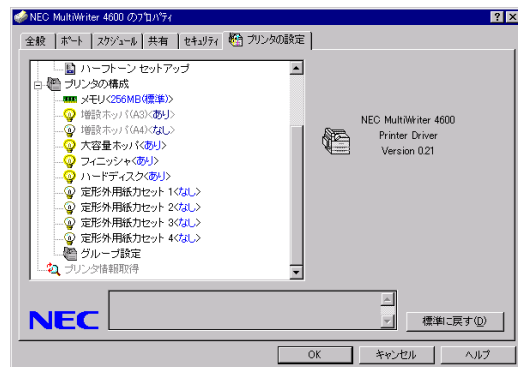 NEC MultiWriter 4600 のﾌﾟﾛﾊﾟﾃｨ
全般 ﾎﾟｰﾄ ｽｹｼﾞｭｰﾙ 共有 ｾｷｭﾘﾃｨ プリンタの設定
ハーフトーン セットアップ
プリンタの構成
メモリ<256MB(標準)>
増設ホッパ(A3)<あり>
増設ホッパ(A4)<なし>
大容量ホッパ<あり>
フィニッシャ<あり>
ハードディスク<あり>
定形外用紙カセット 1<なし>
定形外用紙カセット 2<なし>
定形外用紙カセット 3<なし>
定形外用紙カセット 4<なし>
グループ設定
プリンタ情報取得
NEC MultiWriter 4600
Printer Driver
Version 0.21
NEC
標準に戻す(D)
OK キャンセル ヘルプ